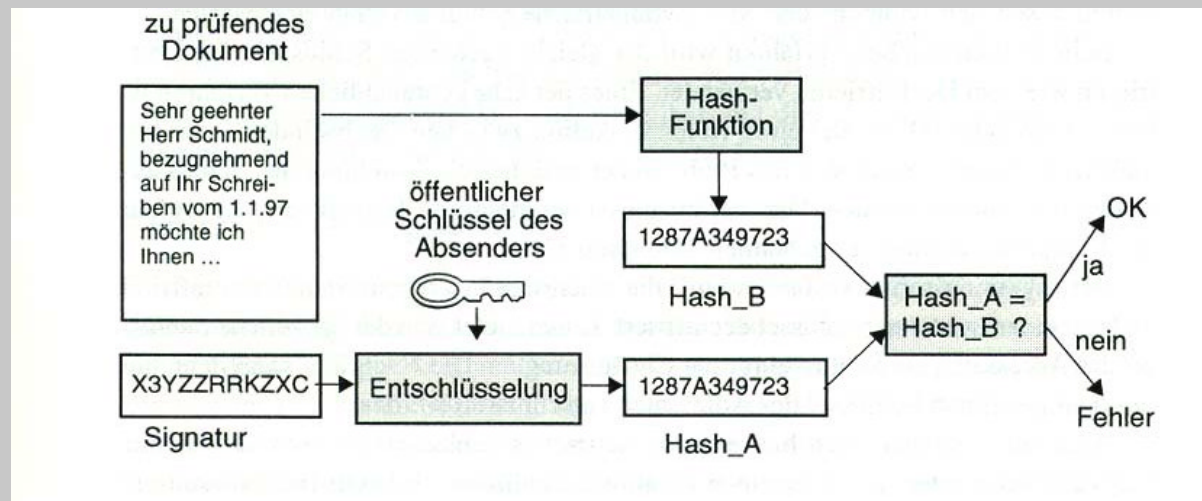 zu prüfendes
Dokument
Sehr geehrter
Herr Schmidt,
bezugnehmend
auf Ihr Schrei-
ben vom 1.1.97
möchte ich
Ihnen ...
Hash-
Funktion
öffentlicher
Schlüssel des
Absenders
1287A349723
Hash_B
OK
ja
Hash_A =
Hash_B ?
nein
Fehler
X3YZZRRKZXC
Signatur
Entschlüsselung
1287A349723
Hash_A